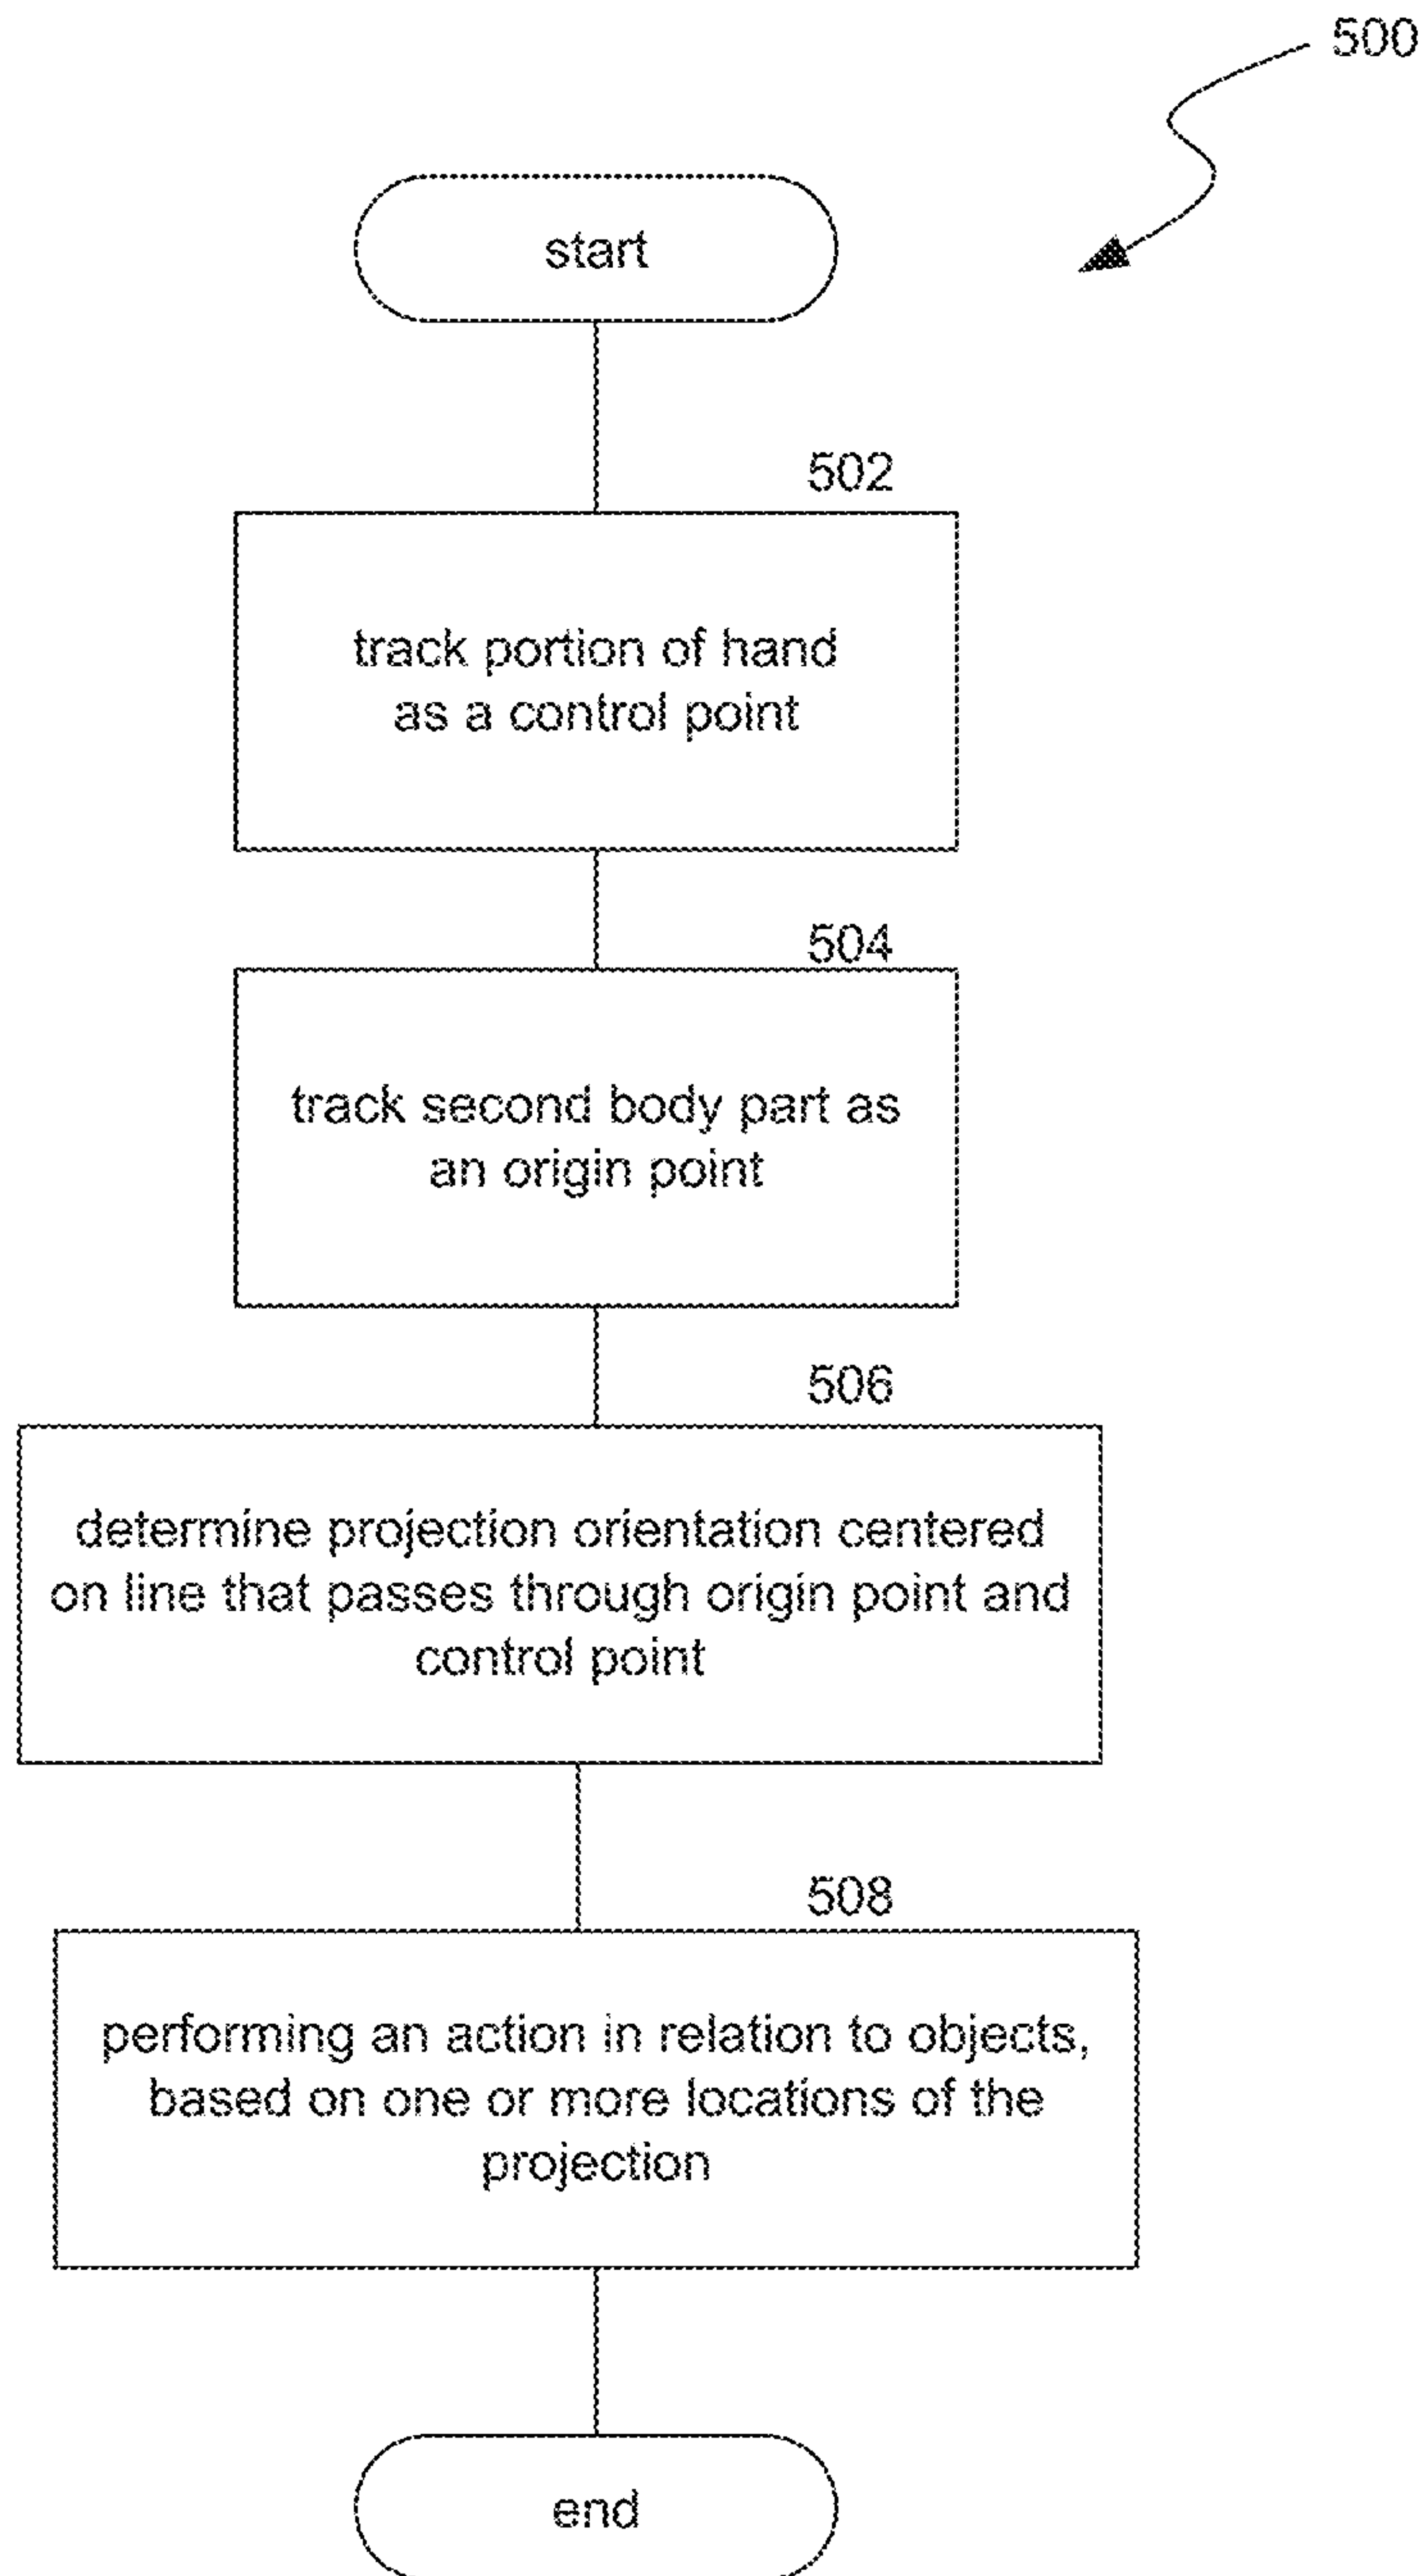 500
start
502
track portion of hand
as a control point
504
track second body part as
an origin point
506
determine projection orientation centered
on line that passes through origin point and
control point
508
performing an action in relation to objects,
based on one or more locations of the
projection
end